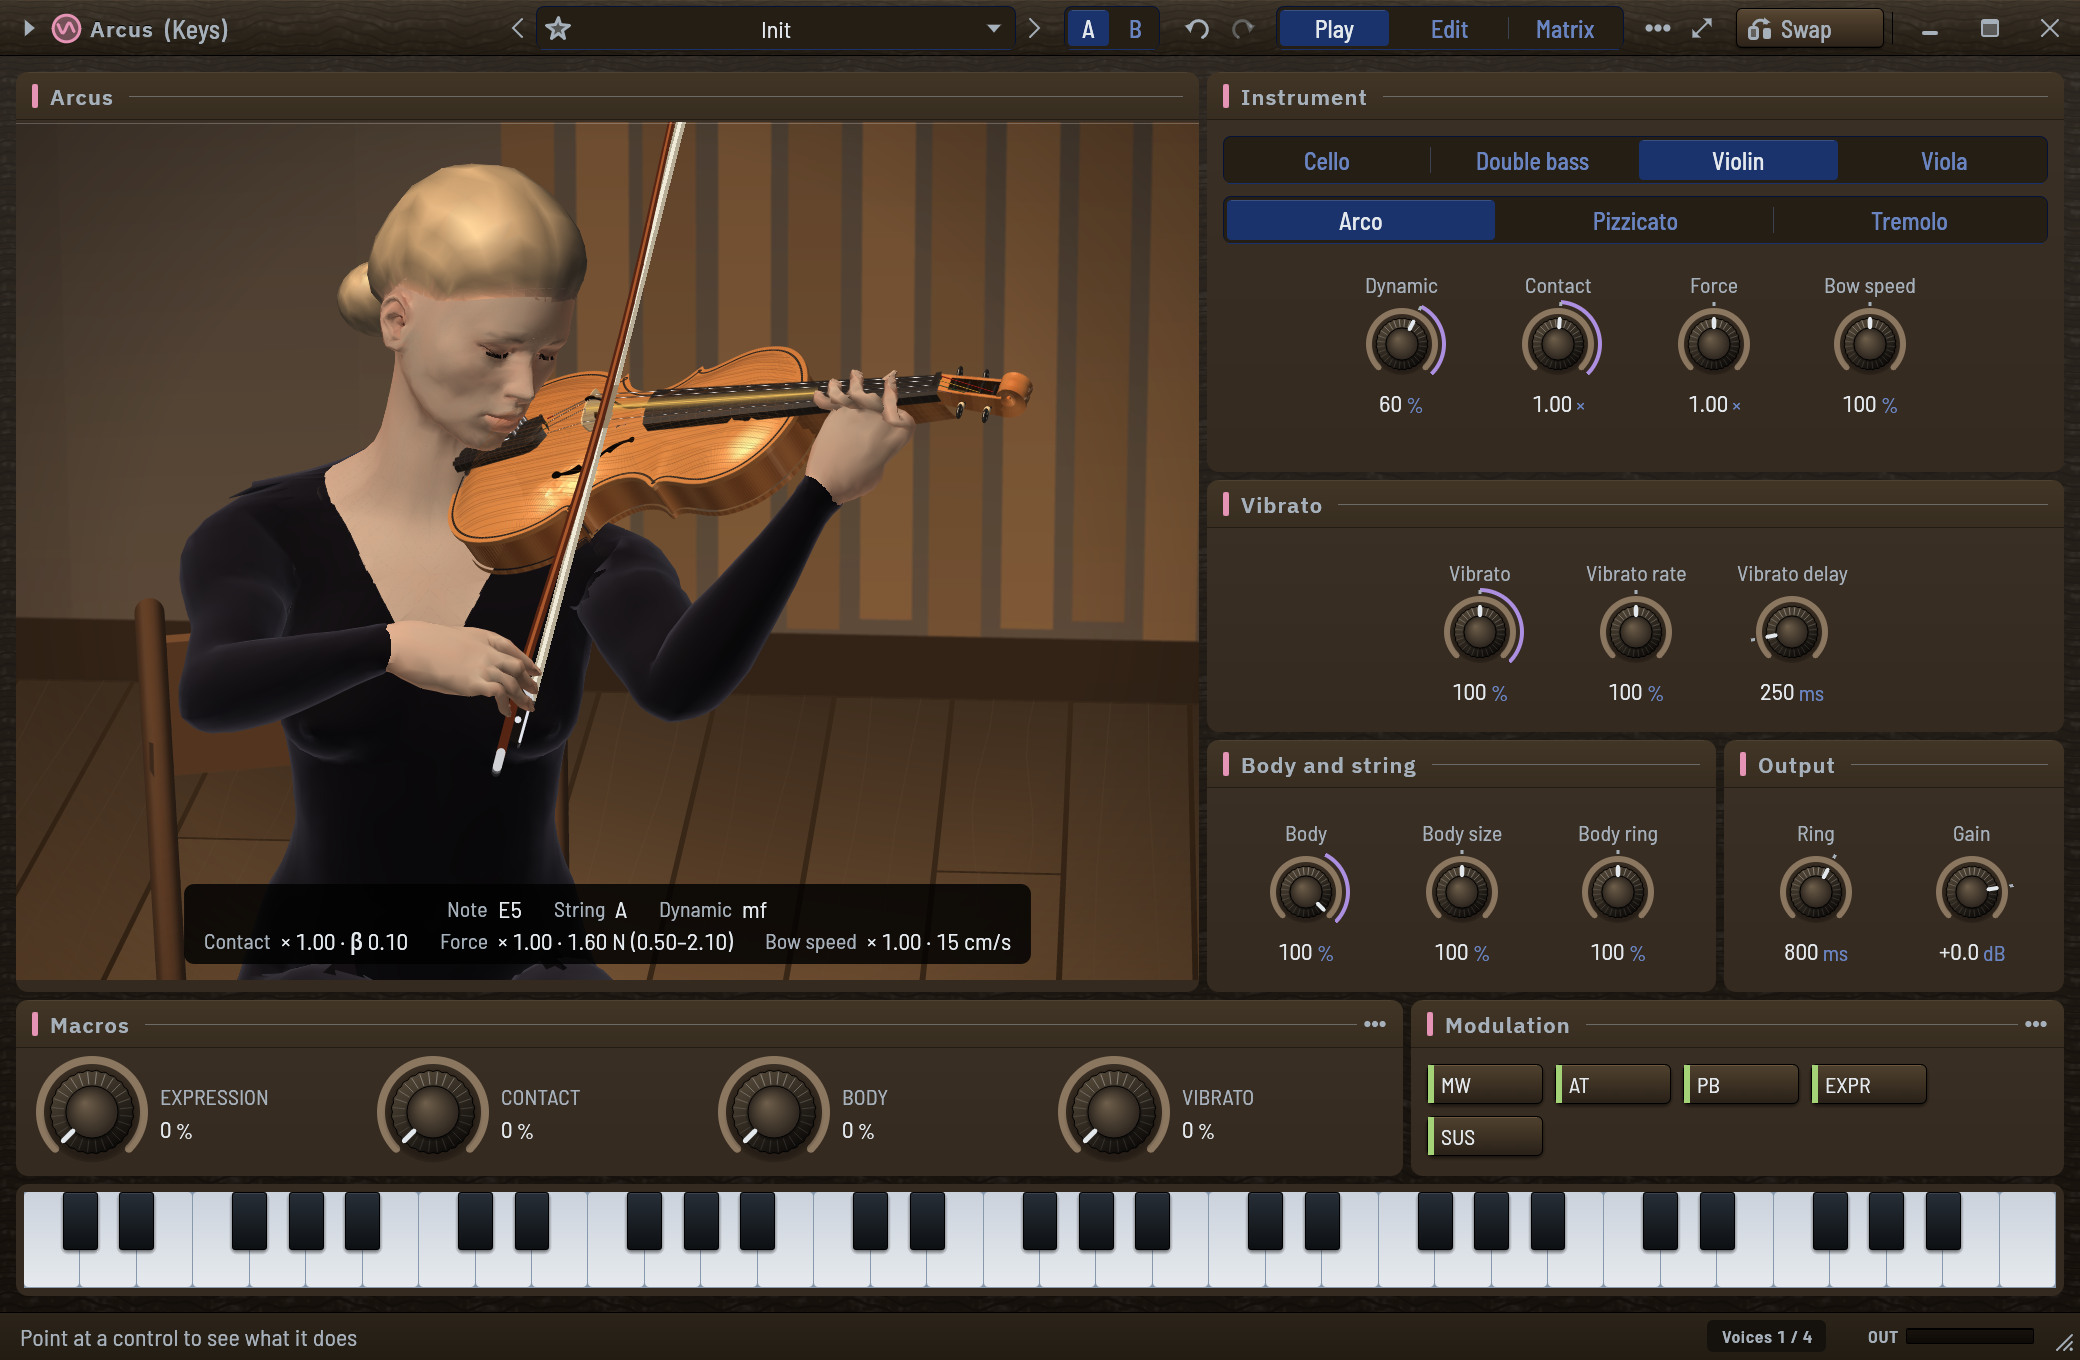 Arcus (Keys)
Init
A B
Play Edit Matrix
Swap
Arcus
Note E5 String A Dynamic mf
Contact × 1.00 · β 0.10 Force × 1.00 · 1.60 N (0.50–2.10) Bow speed × 1.00 · 15 cm/s
Instrument
Cello Double bass Violin Viola
Arco Pizzicato Tremolo
Dynamic Contact Force Bow speed
60 % 1.00 × 1.00 × 100 %
Vibrato
Vibrato Vibrato rate Vibrato delay
100 % 100 % 250 ms
Body and string
Body Body size Body ring
100 % 100 % 100 %
Output
Ring Gain
800 ms +0.0 dB
Macros
EXPRESSION CONTACT BODY VIBRATO
0 % 0 % 0 % 0 %
Modulation
MW AT PB EXPR
SUS
Point at a control to see what it does
Voices 1 / 4 OUT